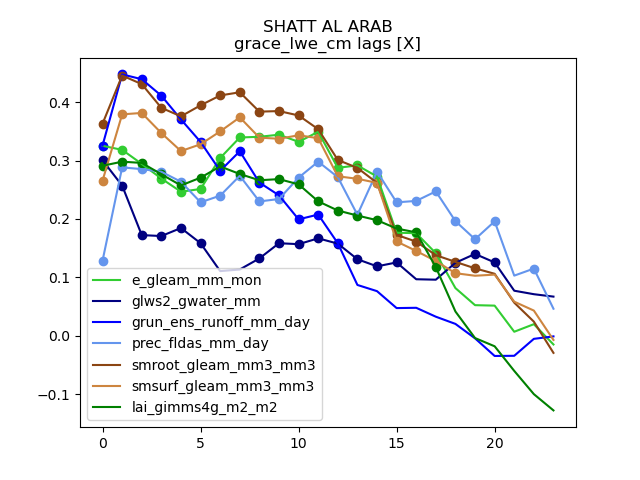 SHATT AL ARAB
grace_lwe_cm lags [X]
0.4
0.3
0.2
0.1
0.0
−0.1
e_gleam_mm_mon
glws2_gwater_mm
grun_ens_runoff_mm_day
prec_fldas_mm_day
smroot_gleam_mm3_mm3
smsurf_gleam_mm3_mm3
lai_gimms4g_m2_m2
0 5 10 15 20